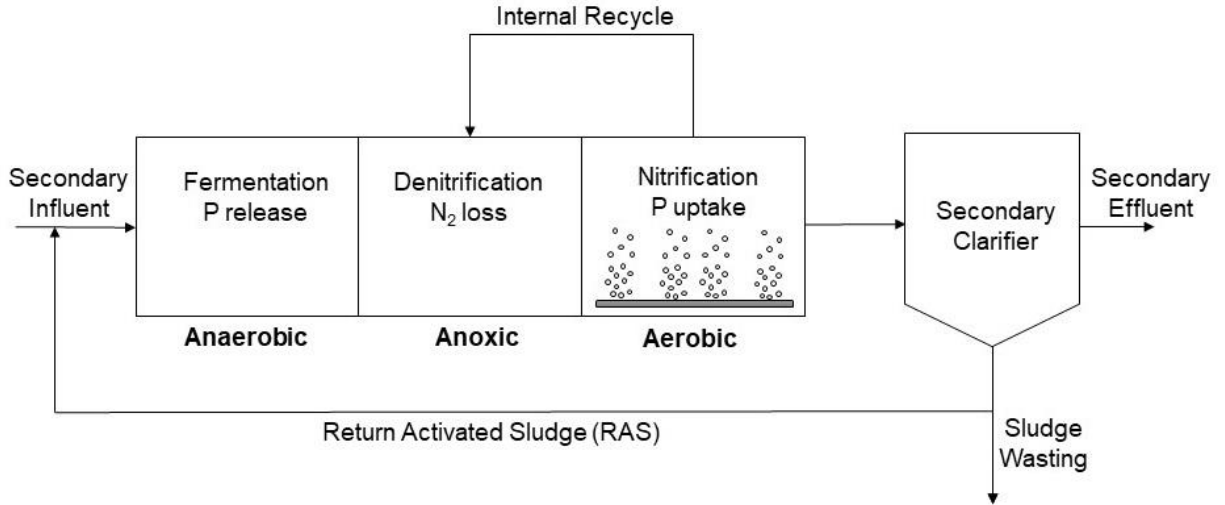 Internal Recycle
Secondary
Influent
Fermentation
P release
Denitrification
N₂ loss
Nitrification
P uptake
Secondary
Clarifier
Secondary
Effluent
Anaerobic
Anoxic
Aerobic
Return Activated Sludge (RAS)
Sludge
Wasting